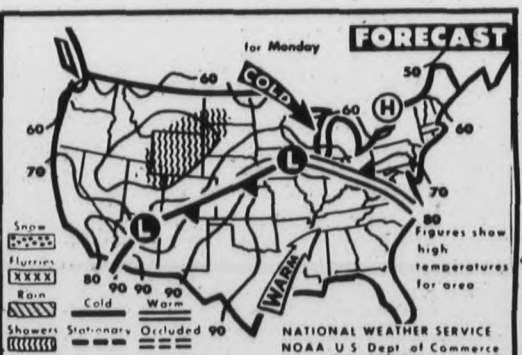 for Monday
FORECAST
COLD
60
50
60
H
60
60
70
L
70
L
80
Figures show
high
temperatures
for area
WARM
80
90
90
90
90
Snow
Flurries
XXXX
Rain
Showers
Cold
Warm
Stationary
Occluded
NATIONAL WEATHER SERVICE
NOAA U S Dept of Commerce